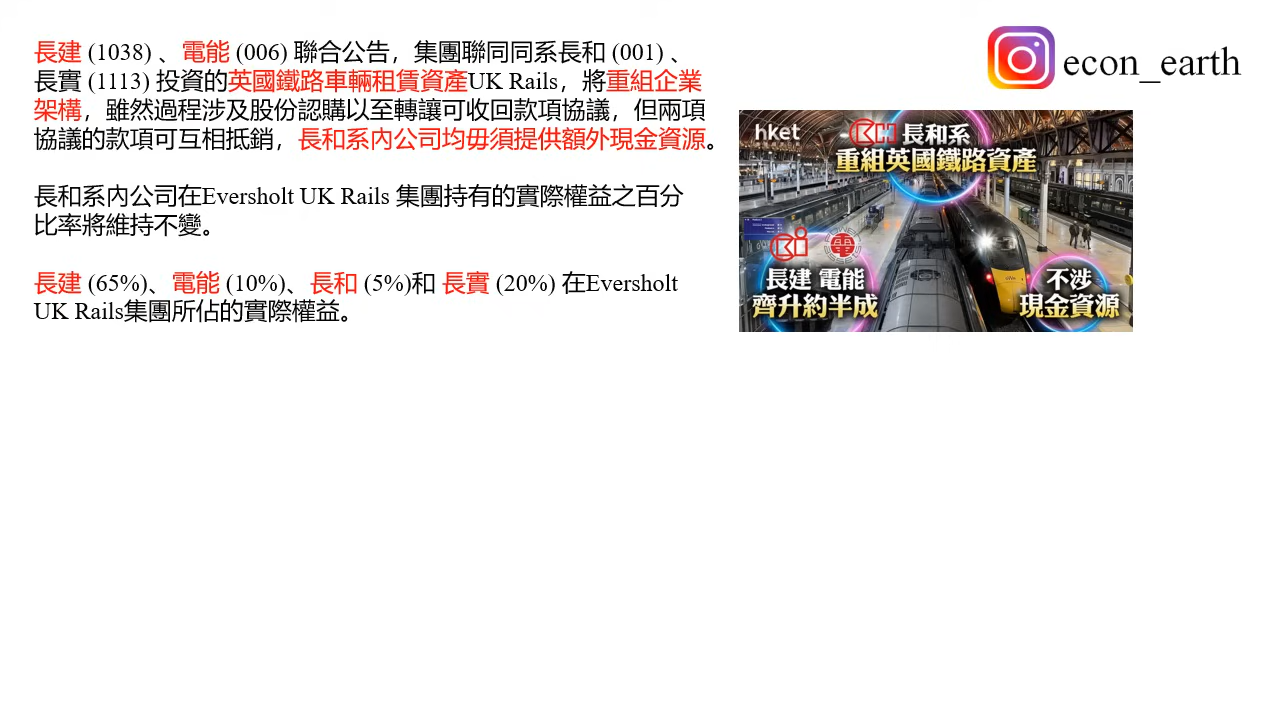 長建 (1038) 、電能 (006) 聯合公告，集團聯同同系長和 (001) 、
長實 (1113) 投資的英國鐵路車輛租賃資產UK Rails，將重組企業
架構，雖然過程涉及股份認購以至轉讓可收回款項協議，但兩項
協議的款項可互相抵銷，長和系內公司均毋須提供額外現金資源。
長和系內公司在Eversholt UK Rails 集團持有的實際權益之百分
比率將維持不變。
長建 (65%)、電能 (10%)、長和 (5%)和 長實 (20%) 在Eversholt
UK Rails集團所佔的實際權益。
econ_earth
hket
長和系
重組英國鐵路資產
長建 電能
齊升約半成
不涉
現金資源